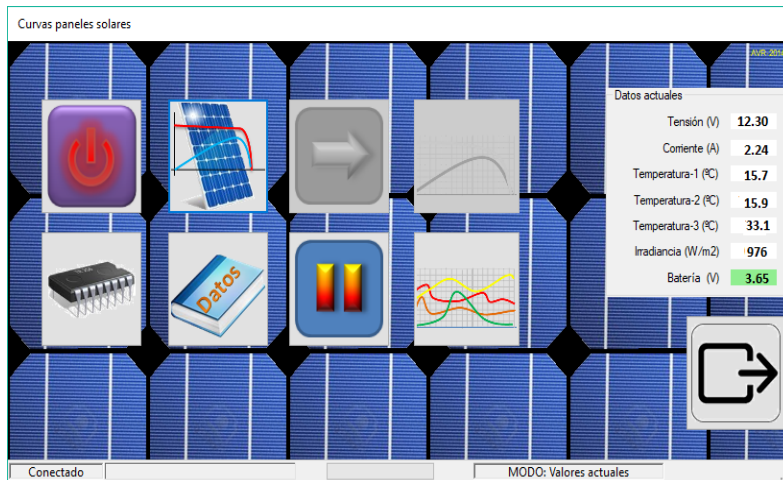 Curvas paneles solares
Datos actuales
Tensión (V) 12.30
Corriente (A) 2.24
Temperatura-1 (ºC) 15.7
Temperatura-2 (ºC) 15.9
Temperatura-3 (ºC) 33.1
Irradiancia (W/m2) 976
Batería (V) 3.65
Datos
Conectado
MODO: Valores actuales